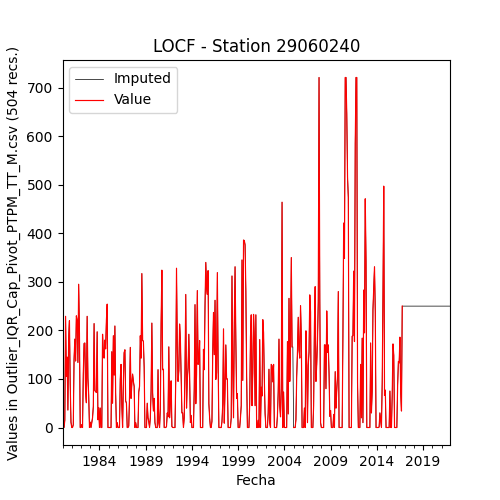 LOCF - Station 29060240
Imputed
Value
Values in Outlier_IQR_Cap_Pivot_PTPM_TT_M.csv (504 recs.)
700
600
500
400
300
200
100
0
1984 1989 1994 1999 2004 2009 2014 2019
Fecha